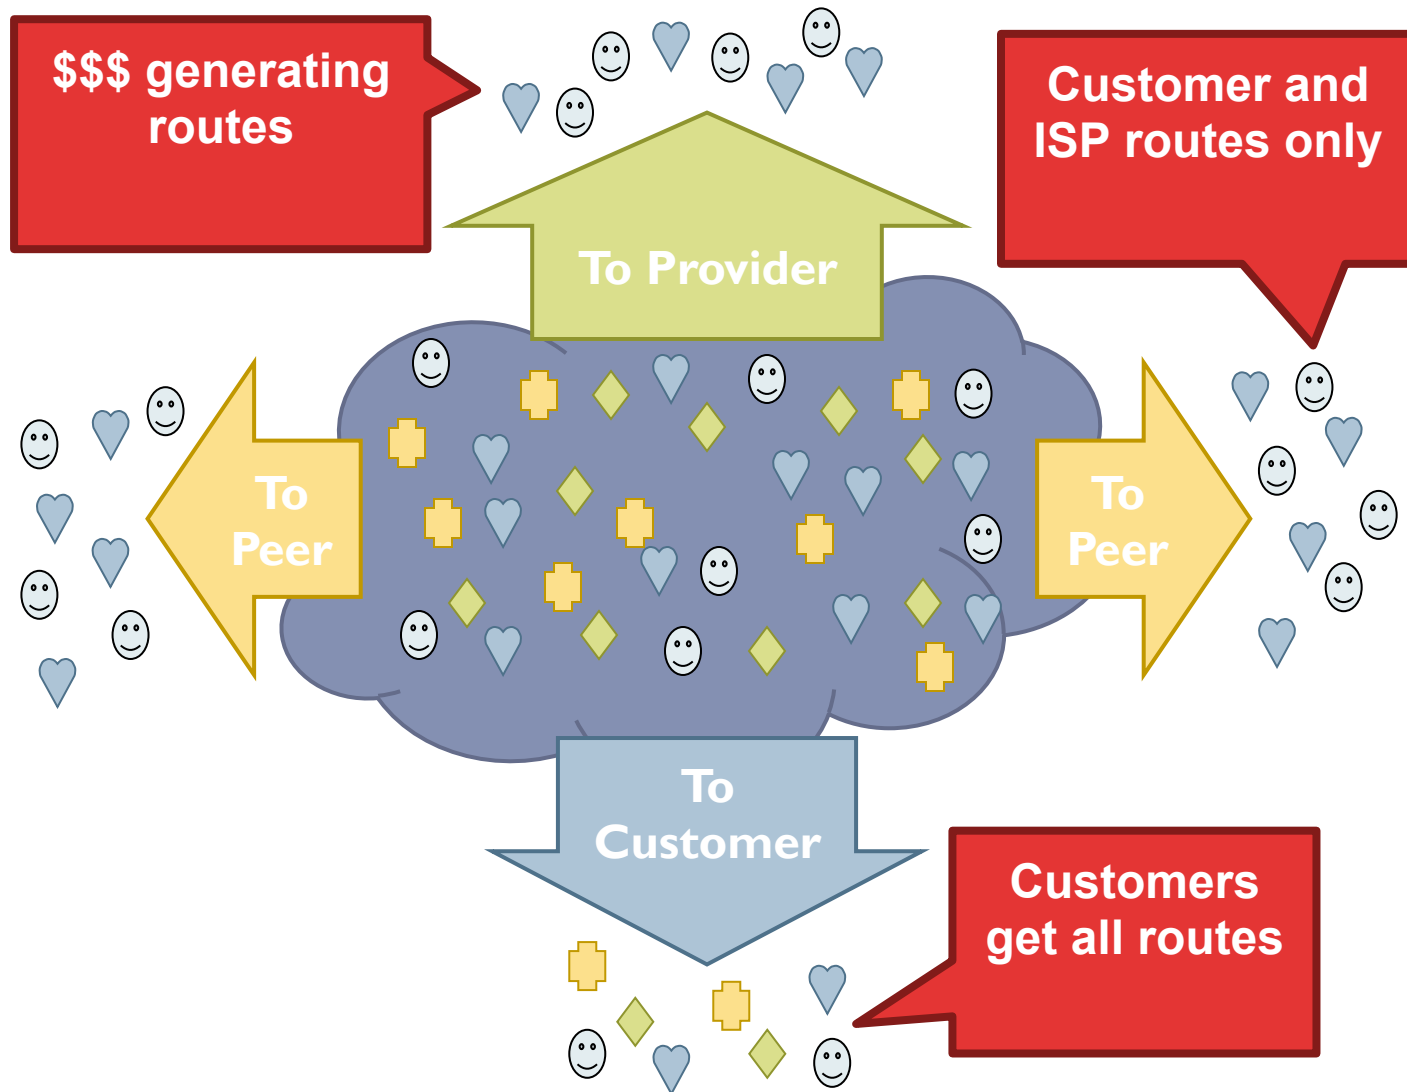 $$$ generating
routes
Customer and
ISP routes only
To Provider
To
Peer
To
Peer
To
Customer
Customers
get all routes